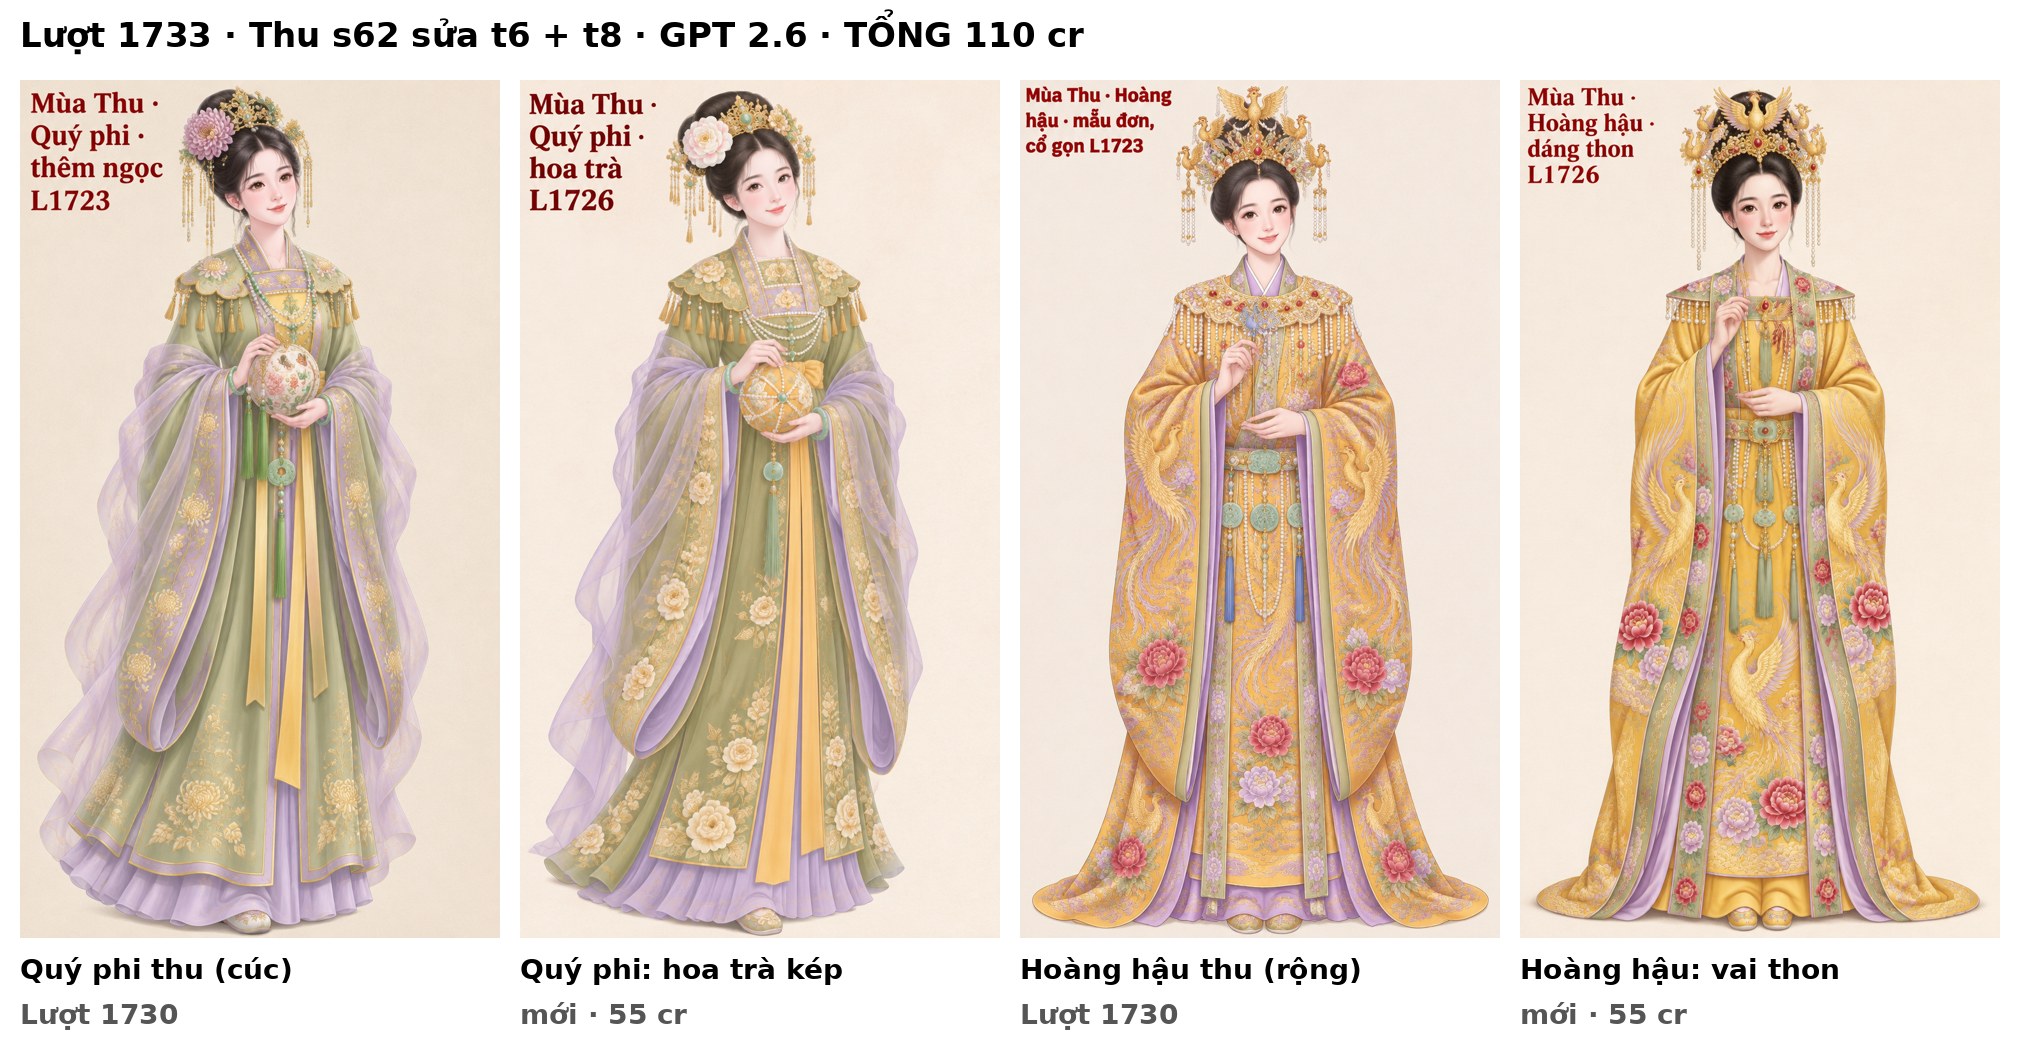 Lượt 1733 · Thu s62 sửa t6 + t8 · GPT 2.6 · TỔNG 110 cr
Mùa Thu ·
Quý phi ·
thêm ngọc
L1723
Mùa Thu ·
Quý phi ·
hoa trà
L1726
Mùa Thu · Hoàng
hậu · mẫu đơn,
cổ gọn L1723
Mùa Thu ·
Hoàng hậu ·
dáng thon
L1726
Quý phi thu (cúc)
Lượt 1730
Quý phi: hoa trà kép
mới · 55 cr
Hoàng hậu thu (rộng)
Lượt 1730
Hoàng hậu: vai thon
mới · 55 cr